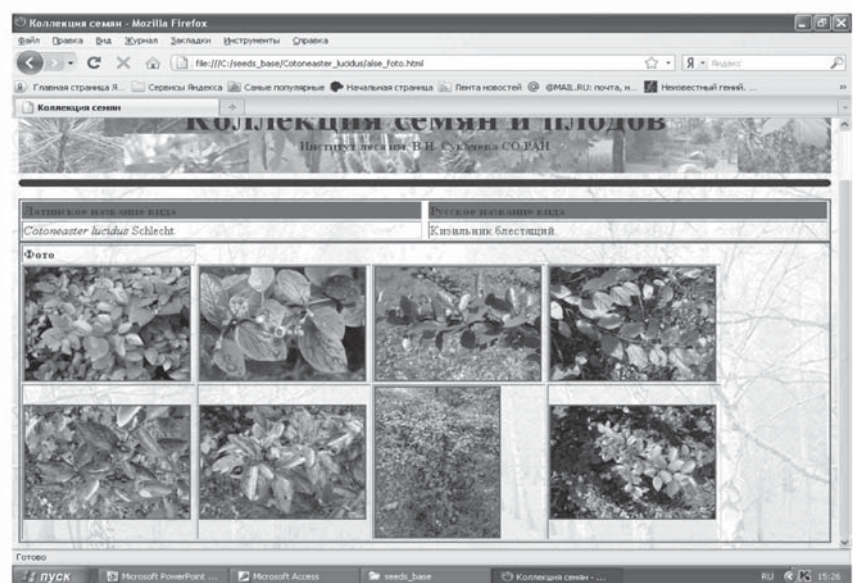 Коллекция семян - Mozilla Firefox
Файл Правка Вид Журнал Закладки Инструменты Справка
file:///C:/seeds_base/Cotoneaster_lucidus/alse_foto.html
Я Яндекс
Главная страница Я... Сервисы Яндекса Самые популярные Начальная страница Лента новостей @MAIL.RU: почта, н... Неизвестный гений. ...
Коллекция семян
Коллекция семян и плодов
Институт леса им. В.Н. Сукачева СО РАН
Латинское название вида Русское название вида
Cotoneaster lucidus Schlecht Кизильник блестящий
Фото
Готово
пуск Microsoft PowerPoint ... Microsoft Access seeds_base Коллекция семян - ... RU 15:26